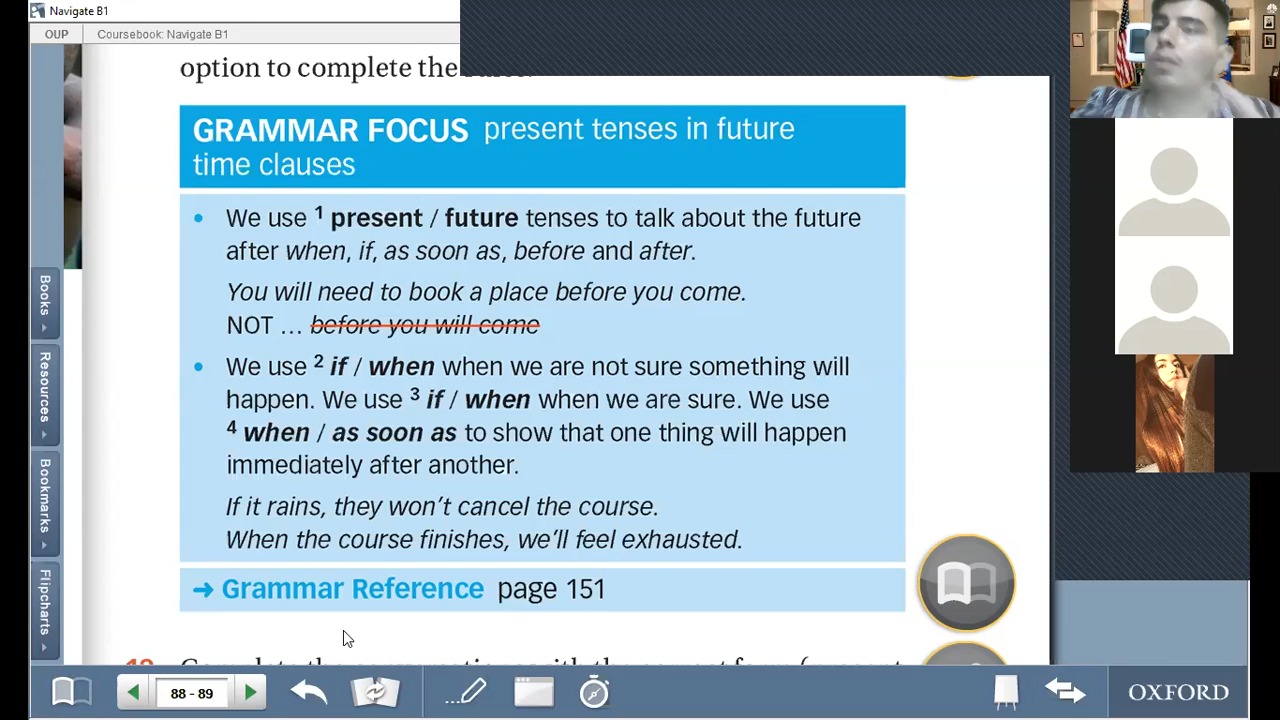 Navigate B1
OUP
Coursebook: Navigate B1
option to complete the
GRAMMAR FOCUS present tenses in future
time clauses
• We use 1 present / future tenses to talk about the future
after when, if, as soon as, before and after.
You will need to book a place before you come.
NOT … before you will come
• We use 2 if / when when we are not sure something will
happen. We use 3 if / when when we are sure. We use
4 when / as soon as to show that one thing will happen
immediately after another.
If it rains, they won't cancel the course.
When the course finishes, we'll feel exhausted.
→ Grammar Reference page 151
Books
Resources
Bookmarks
Flipcharts
88 - 89
OXFORD